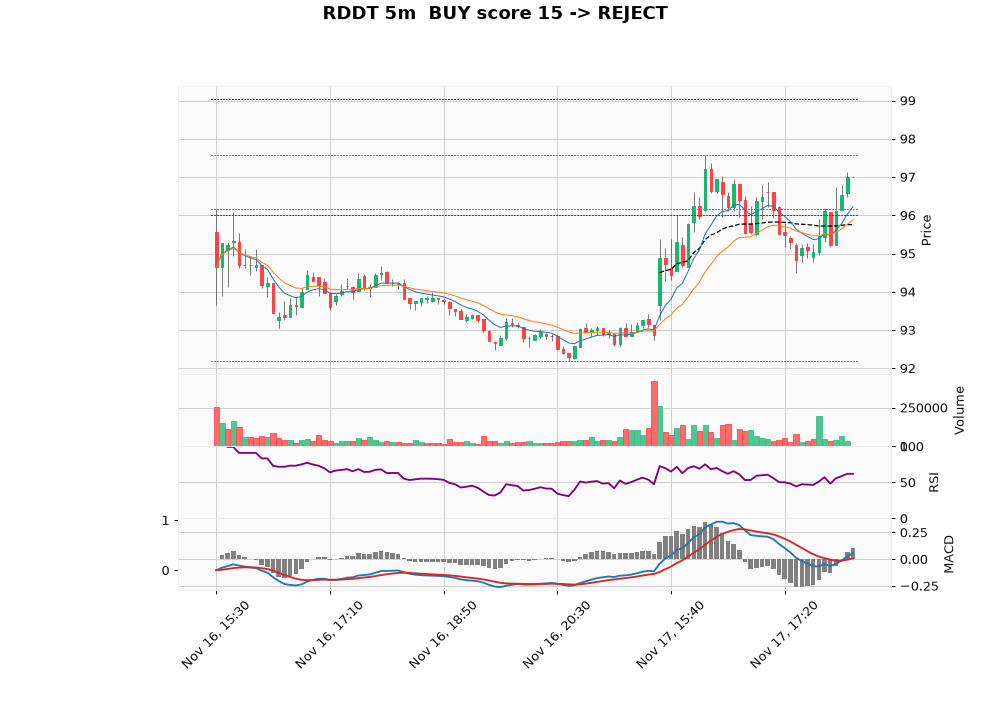 RDDT 5m  BUY score 15 -> REJECT
99
98
97
96
95
94
93
92
Price
250000
0
Volume
100
50
0
RSI
1
0
0.25
0.00
−0.25
MACD
Nov 16, 15:30
Nov 16, 17:10
Nov 16, 18:50
Nov 16, 20:30
Nov 17, 15:40
Nov 17, 17:20